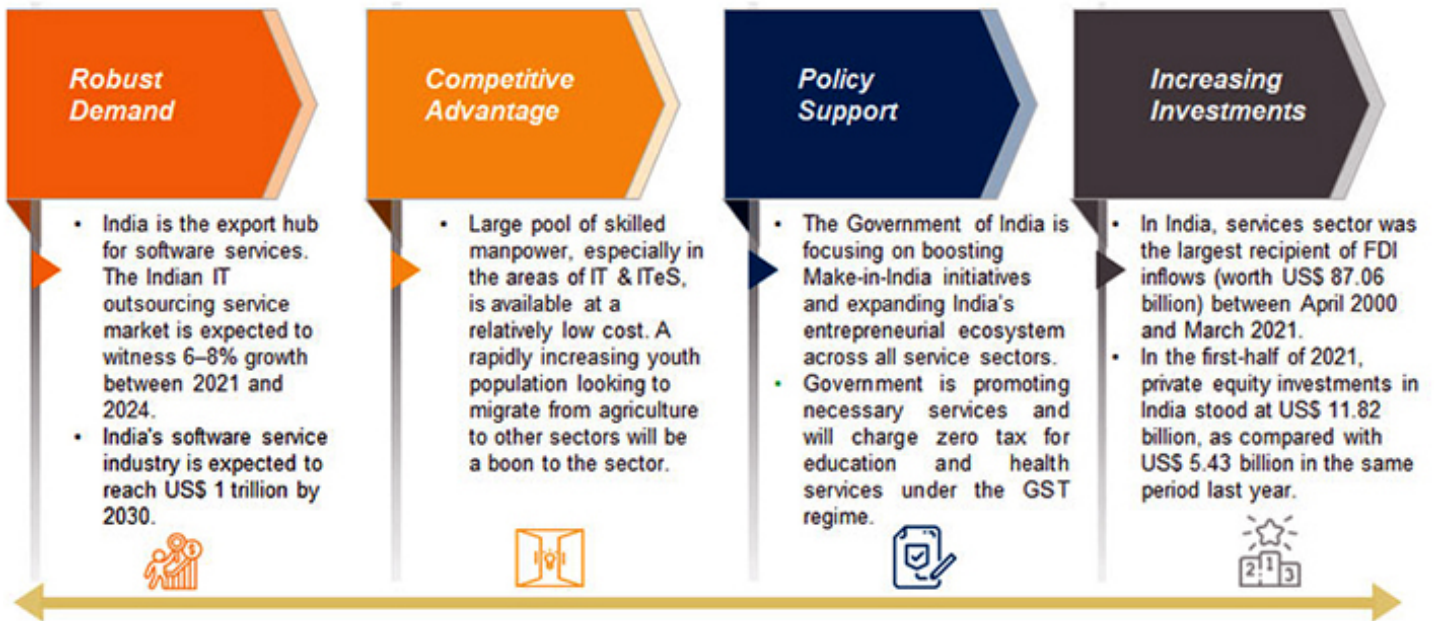 Robust
Demand
• India is the export hub
for software services.
The Indian IT
outsourcing service
market is expected to
witness 6–8% growth
between 2021 and
2024.
• India's software service
industry is expected to
reach US$ 1 trillion by
2030.
Competitive
Advantage
• Large pool of skilled
manpower, especially in
the areas of IT & ITeS,
is available at a
relatively low cost. A
rapidly increasing youth
population looking to
migrate from agriculture
to other sectors will be
a boon to the sector.
Policy
Support
• The Government of India is
focusing on boosting
Make-in-India initiatives
and expanding India's
entrepreneurial ecosystem
across all service sectors.
• Government is promoting
necessary services and
will charge zero tax for
education and health
services under the GST
regime.
Increasing
Investments
• In India, services sector was
the largest recipient of FDI
inflows (worth US$ 87.06
billion) between April 2000
and March 2021.
• In the first-half of 2021,
private equity investments in
India stood at US$ 11.82
billion, as compared with
US$ 5.43 billion in the same
period last year.
$
2 1 3